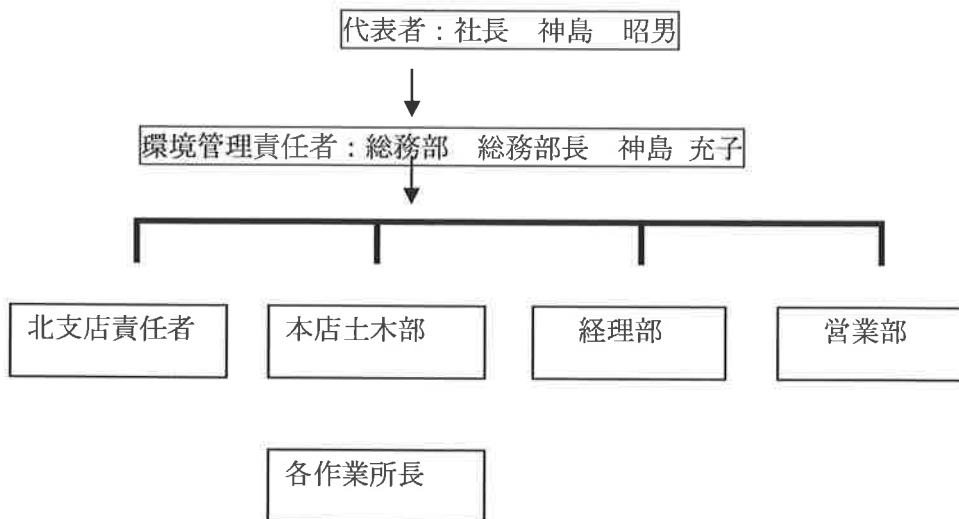 代表者：社長　神島　昭男
環境管理責任者：総務部　総務部長　神島 充子
北支店責任者
本店土木部
経理部
営業部
各作業所長